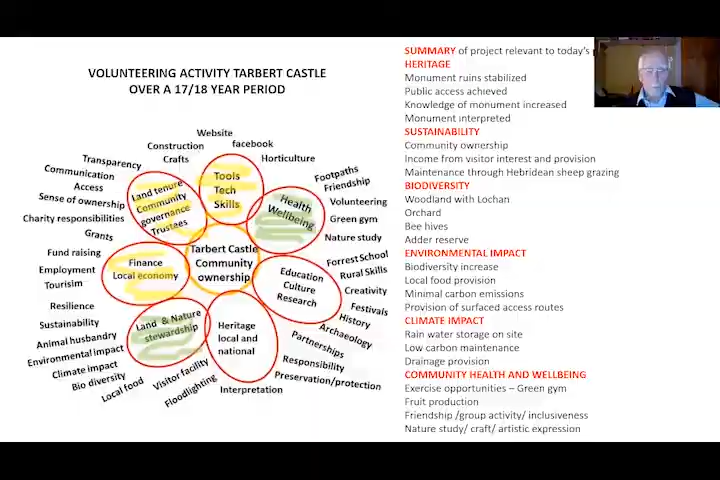 VOLUNTEERING ACTIVITY TARBERT CASTLE
OVER A 17/18 YEAR PERIOD
Website
Construction
facebook
Crafts
Horticulture
Transparency
Communication
Access
Sense of ownership
Charity responsibilities
Grants
Fund raising
Employment
Tourisim
Resilience
Sustainability
Animal husbandry
Environmental impact
Climate impact
Bio diversity
Local food
Visitor facility
Floodlighting
Interpretation
Preservation/protection
Responsibility
Partnerships
Archaeology
History
Festivals
Creativity
Rural Skills
Forrest School
Nature study
Green gym
Volunteering
Friendship
Footpaths
Tools
Tech
Skills
Health
Wellbeing
Land tenure
Community
governance
Trustees
Tarbert Castle
Community
ownership
Finance
Local economy
Education
Culture
Research
Land & Nature
stewardship
Heritage
local and
national
SUMMARY of project relevant to today's
HERITAGE
Monument ruins stabilized
Public access achieved
Knowledge of monument increased
Monument interpreted
SUSTAINABILITY
Community ownership
Income from visitor interest and provision
Maintenance through Hebridean sheep grazing
BIODIVERSITY
Woodland with Lochan
Orchard
Bee hives
Adder reserve
ENVIRONMENTAL IMPACT
Biodiversity increase
Local food provision
Minimal carbon emissions
Provision of surfaced access routes
CLIMATE IMPACT
Rain water storage on site
Low carbon maintenance
Drainage provision
COMMUNITY HEALTH AND WELLBEING
Exercise opportunities – Green gym
Fruit production
Friendship /group activity/ inclusiveness
Nature study/ craft/ artistic expression